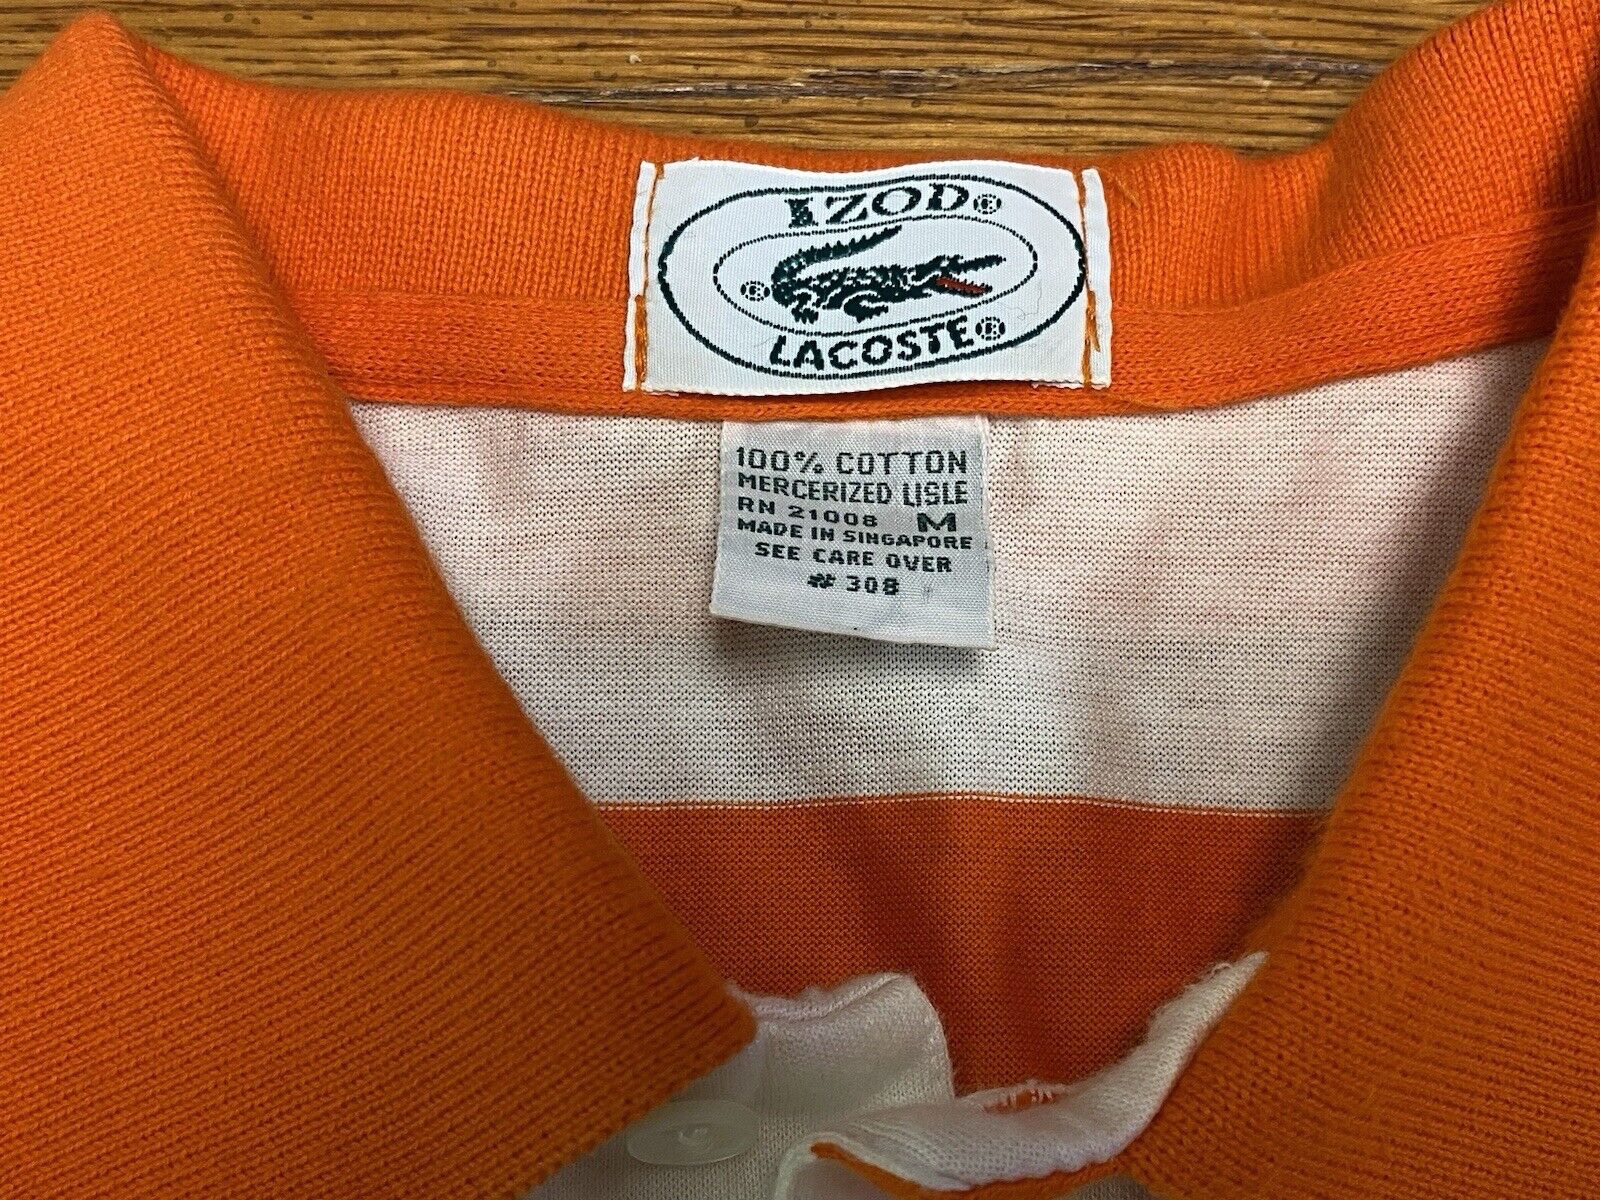 IZOD®
®
LACOSTE®
100% COTTON
MERCERIZED LISLE
RN 21008 M
MADE IN SINGAPORE
SEE CARE OVER
# 308